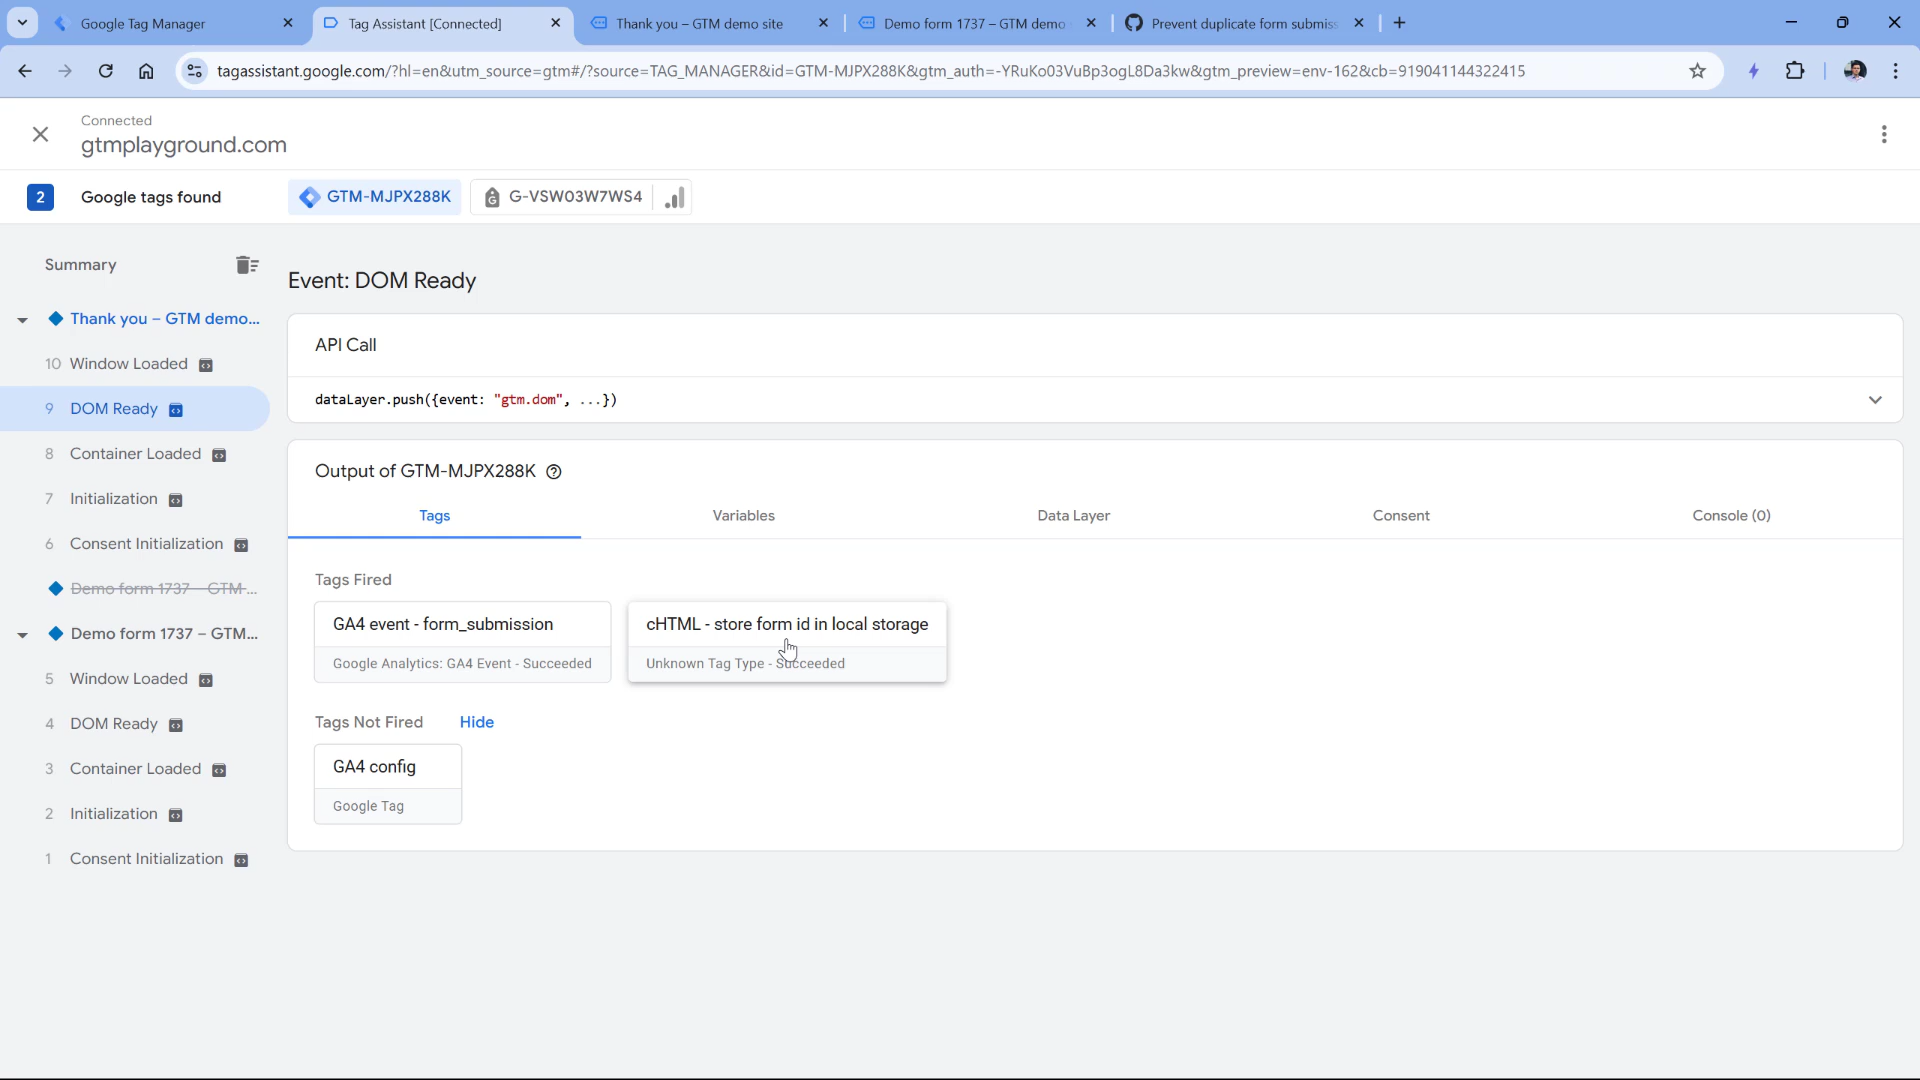 Google Tag Manager
Tag Assistant [Connected]
Thank you – GTM demo site
Demo form 1737 – GTM demo
Prevent duplicate form submiss
tagassistant.google.com/?hl=en&utm_source=gtm#/?source=TAG_MANAGER&id=GTM-MJPX288K&gtm_auth=-YRuKo03VuBp3ogL8Da3kw&gtm_preview=env-162&cb=919041144322415
Connected
gtmplayground.com
2
Google tags found
GTM-MJPX288K
G-VSW03W7WS4
Summary
Thank you – GTM demo...
10 Window Loaded
9 DOM Ready
8 Container Loaded
7 Initialization
6 Consent Initialization
Demo form 1737 – GTM ...
Demo form 1737 – GTM...
5 Window Loaded
4 DOM Ready
3 Container Loaded
2 Initialization
1 Consent Initialization
Event: DOM Ready
API Call
dataLayer.push({event: "gtm.dom", ...})
Output of GTM-MJPX288K
Tags
Variables
Data Layer
Consent
Console (0)
Tags Fired
GA4 event - form_submission
Google Analytics: GA4 Event - Succeeded
cHTML - store form id in local storage
Unknown Tag Type - Succeeded
Tags Not Fired
Hide
GA4 config
Google Tag